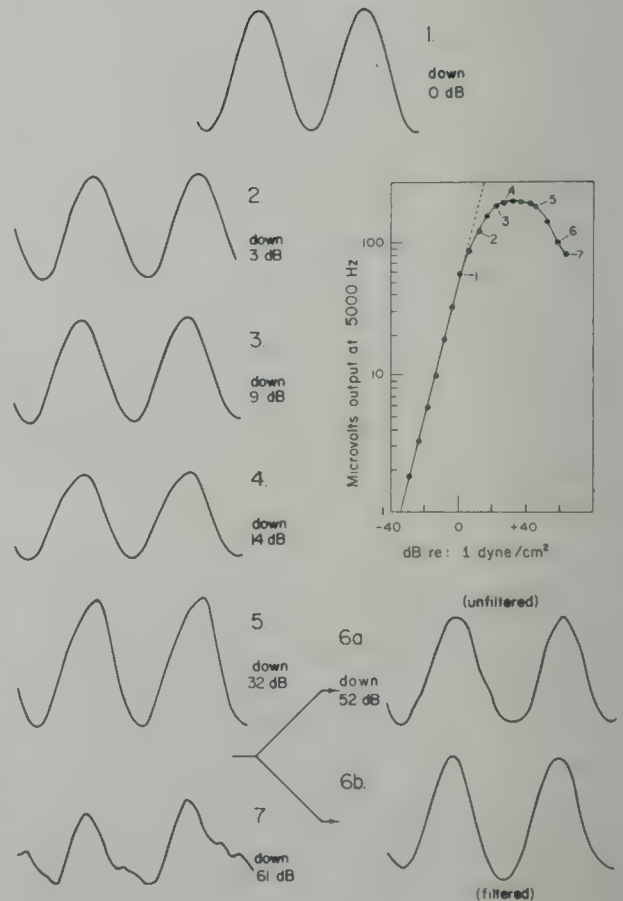 1.
down
0 dB
2
down
3 dB
3.
down
9 dB
4.
down
14 dB
5
down
32 dB
7
down
61 dB
Microvolts output at 5000 Hz
100
10
1
4
5
3
2
6
1
7
-40
0
+40
dB re: 1 dyne/cm²
(unfiltered)
6a.
down
52 dB
6b.
(filtered)